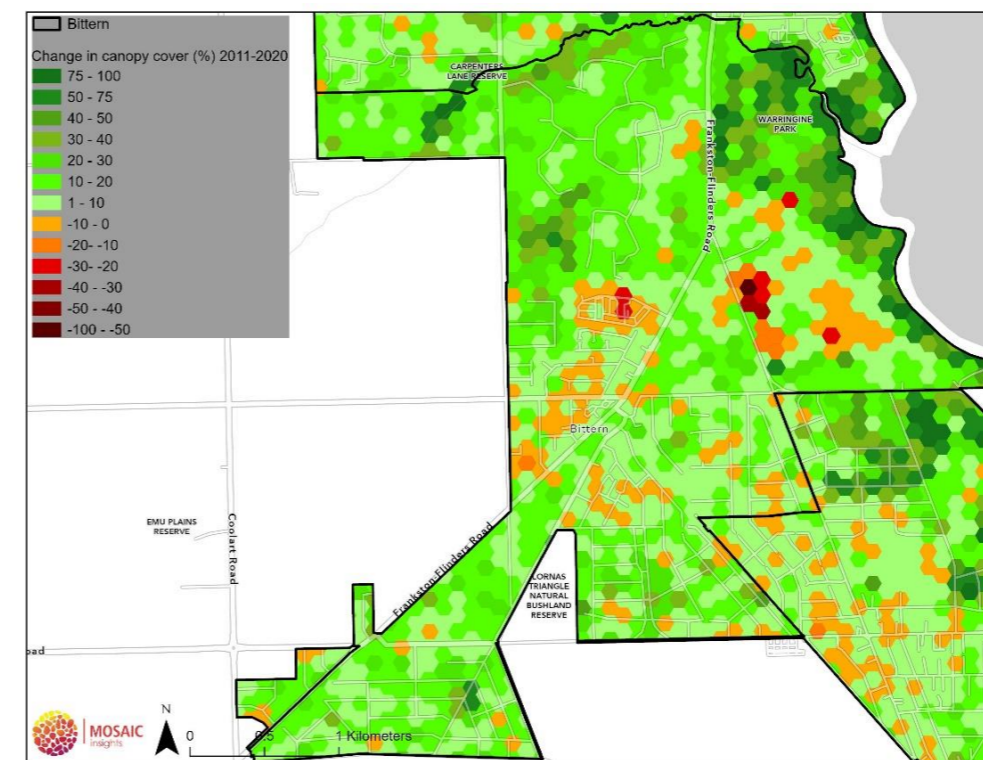 Bittern
Change in canopy cover (%) 2011-2020
75 - 100
50 - 75
40 - 50
30 - 40
20 - 30
10 - 20
1 - 10
-10 - 0
-20- -10
-30- -20
-40 - -30
-50 - -40
-100 - -50
CARPENTERS
LANE RESERVE
WARRINGINE
PARK
Frankston-Flinders Road
Bittern
EMU PLAINS
RESERVE
Coolart Road
Frankston-Flinders Road
LORNAS
TRIANGLE
NATURAL
BUSHLAND
RESERVE
oad
MOSAIC
insights
N
0 0.5 1 Kilometers